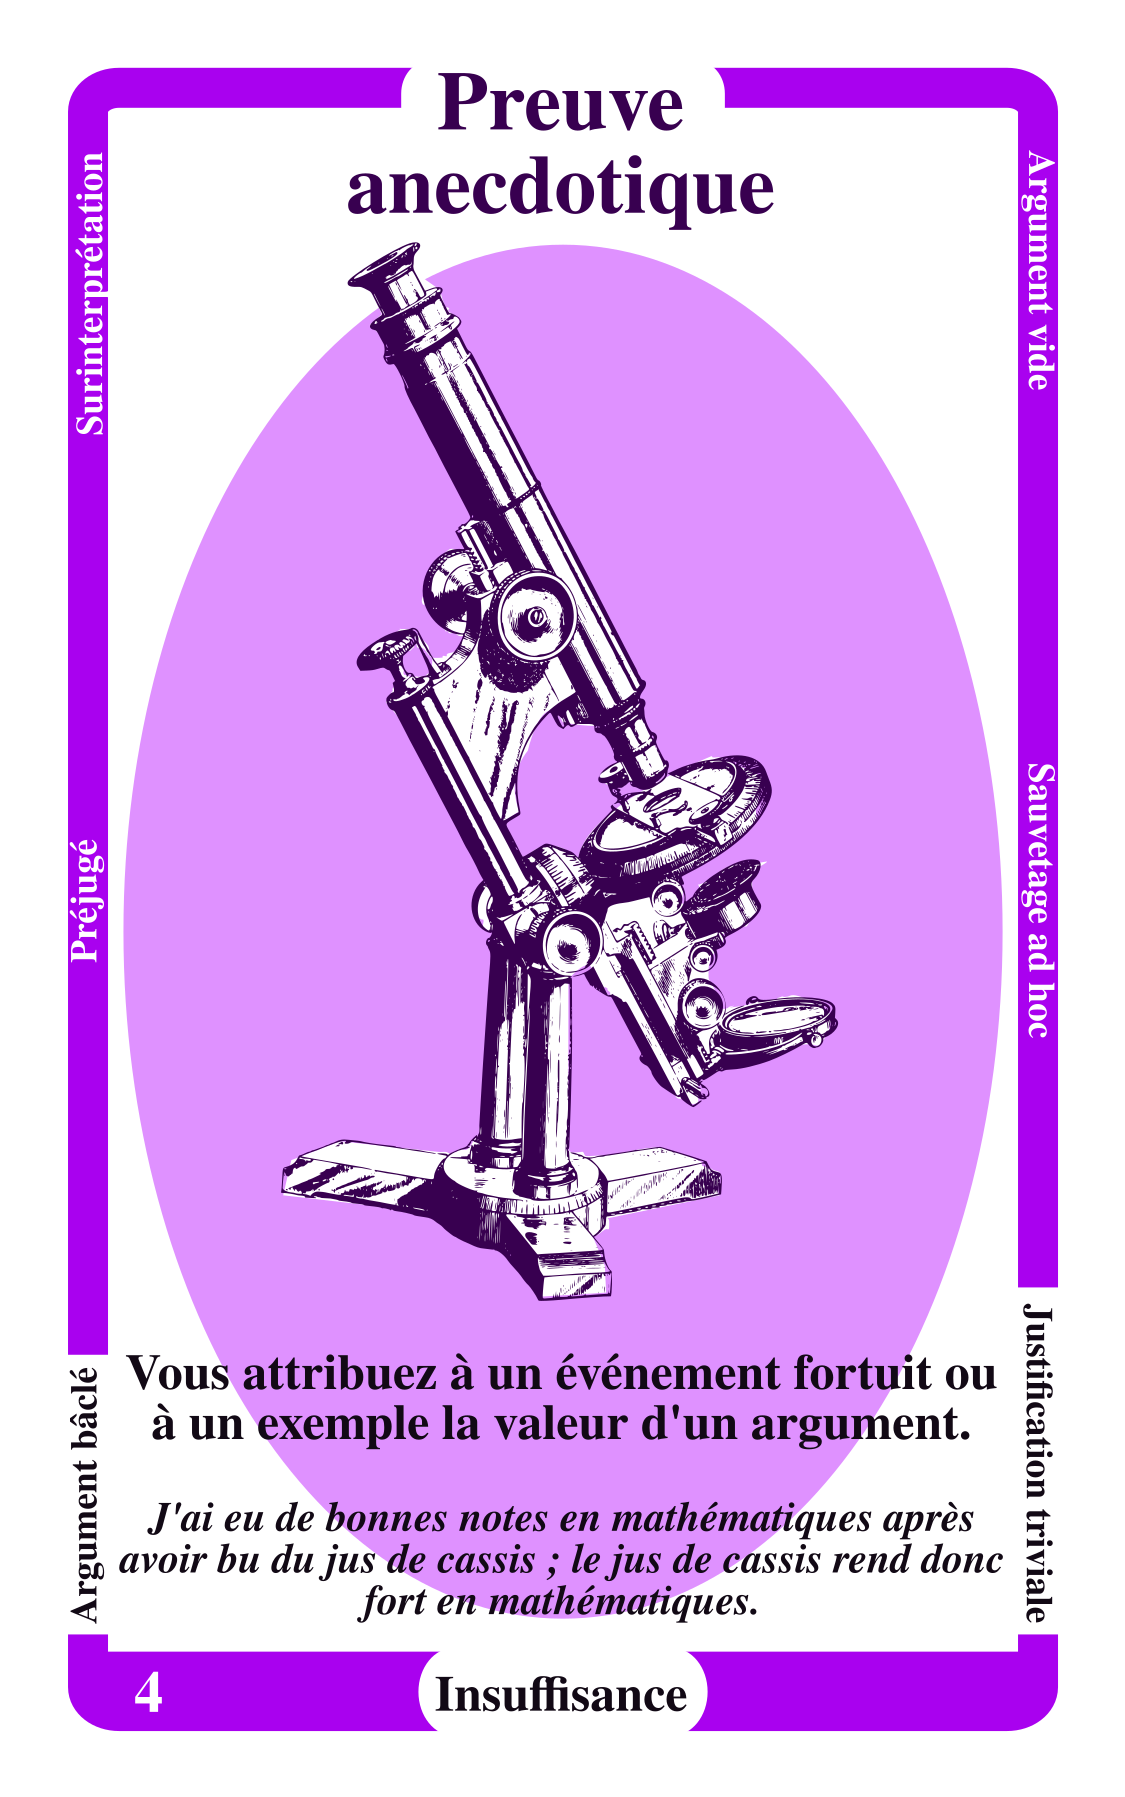 Preuve
anecdotique
Surinterprétation
Préjugé
Argument bâclé
Argument vide
Sauvetage ad hoc
Justification triviale
Vous attribuez à un événement fortuit ou
à un exemple la valeur d'un argument.
J'ai eu de bonnes notes en mathématiques après
avoir bu du jus de cassis ; le jus de cassis rend donc
fort en mathématiques.
4
Insuffisance